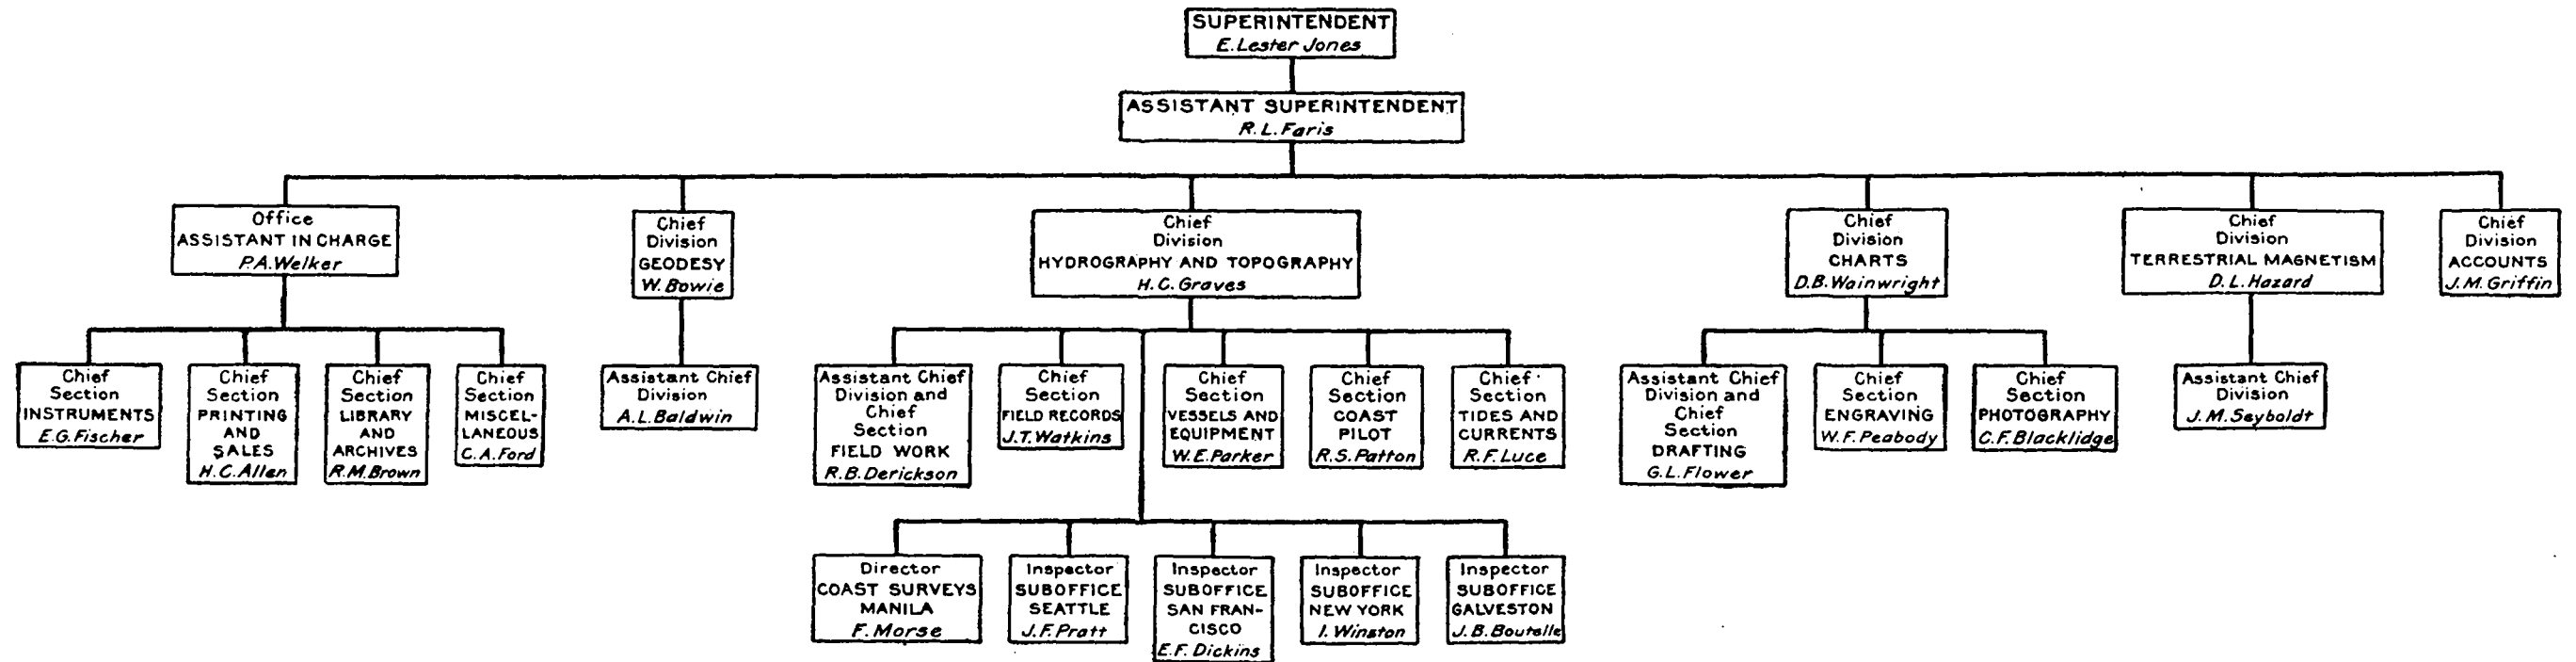 SUPERINTENDENT
E. Lester Jones
ASSISTANT SUPERINTENDENT
R. L. Faris
Office
ASSISTANT IN CHARGE
P.A. Welker
Chief
Division
GEODESY
W. Bowie
Chief
Division
HYDROGRAPHY AND TOPOGRAPHY
H. C. Graves
Chief
Division
CHARTS
D.B. Wainwright
Chief
Division
TERRESTRIAL MAGNETISM
D. L. Hazard
Chief
Division
ACCOUNTS
J. M. Griffin
Chief
Section
INSTRUMENTS
E.G. Fischer
Chief
Section
PRINTING
AND
SALES
H. C. Allen
Chief
Section
LIBRARY
AND
ARCHIVES
R. M. Brown
Chief
Section
MISCEL-
LANEOUS
C. A. Ford
Assistant Chief
Division
A. L. Baldwin
Assistant Chief
Division and
Chief
Section
FIELD WORK
R. B. Derickson
Chief
Section
FIELD RECORDS
J. T. Watkins
Chief
Section
VESSELS AND
EQUIPMENT
W. E. Parker
Chief
Section
COAST
PILOT
R. S. Patton
Chief
Section
TIDES AND
CURRENTS
R. F. Luce
Assistant Chief
Division and
Chief
Section
DRAFTING
G. L. Flower
Chief
Section
ENGRAVING
W. F. Peabody
Chief
Section
PHOTOGRAPHY
C. F. Blacklidge
Assistant Chief
Division
J. M. Seyboldt
Director
COAST SURVEYS
MANILA
F. Morse
Inspector
SUBOFFICE
SEATTLE
J. F. Pratt
Inspector
SUBOFFICE
SAN FRAN-
CISCO
E. F. Dickins
Inspector
SUBOFFICE
NEW YORK
I. Winston
Inspector
SUBOFFICE
GALVESTON
J. B. Boutelle